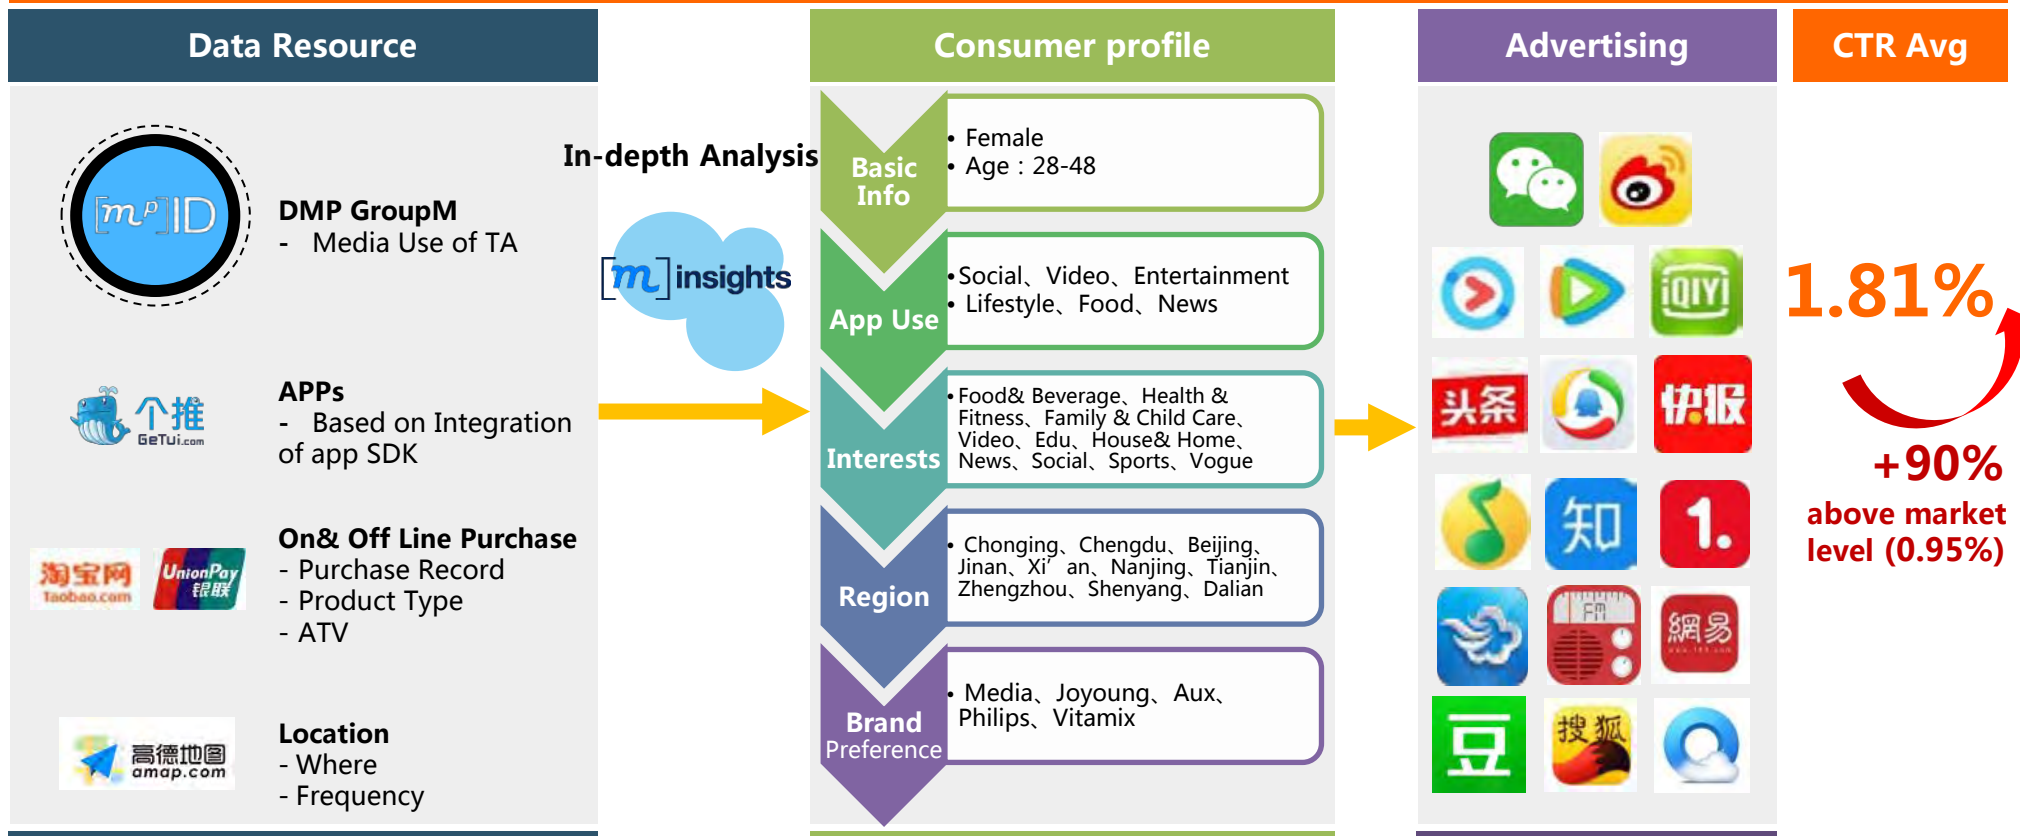 Data Resource
Consumer profile
Advertising
CTR Avg
[mP]ID
DMP GroupM
- Media Use of TA
个推
GeTui.com
APPs
- Based on Integration
of app SDK
淘宝网
Taobao.com
UnionPay
银联
On& Off Line Purchase
- Purchase Record
- Product Type
- ATV
高德地图
amap.com
Location
- Where
- Frequency
In-depth Analysis
[m]insights
Basic
Info
• Female
• Age : 28-48
App Use
•Social、Video、Entertainment
• Lifestyle、Food、News
Interests
•Food& Beverage、Health &
Fitness、Family & Child Care、
Video、Edu、House& Home、
News、Social、Sports、Vogue
Region
• Chonging、Chengdu、Beijing、
Jinan、Xi’an、Nanjing、Tianjin、
Zhengzhou、Shenyang、Dalian
Brand
Preference
• Media、Joyoung、Aux、
Philips、Vitamix
iQIYI
头条
快报
知
1.
FM
網易
www.163.com
豆
搜狐
1.81%
+90%
above market
level (0.95%)